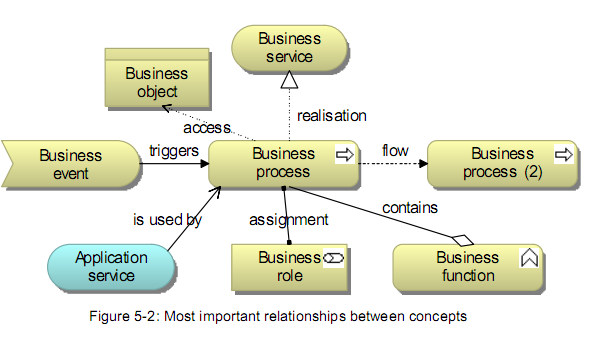 Business
service
Business
object
access
realisation
Business
event
triggers
Business
process
flow
Business
process (2)
is used by
assignment
contains
Application
service
Business
role
Business
function
Figure 5-2: Most important relationships between concepts